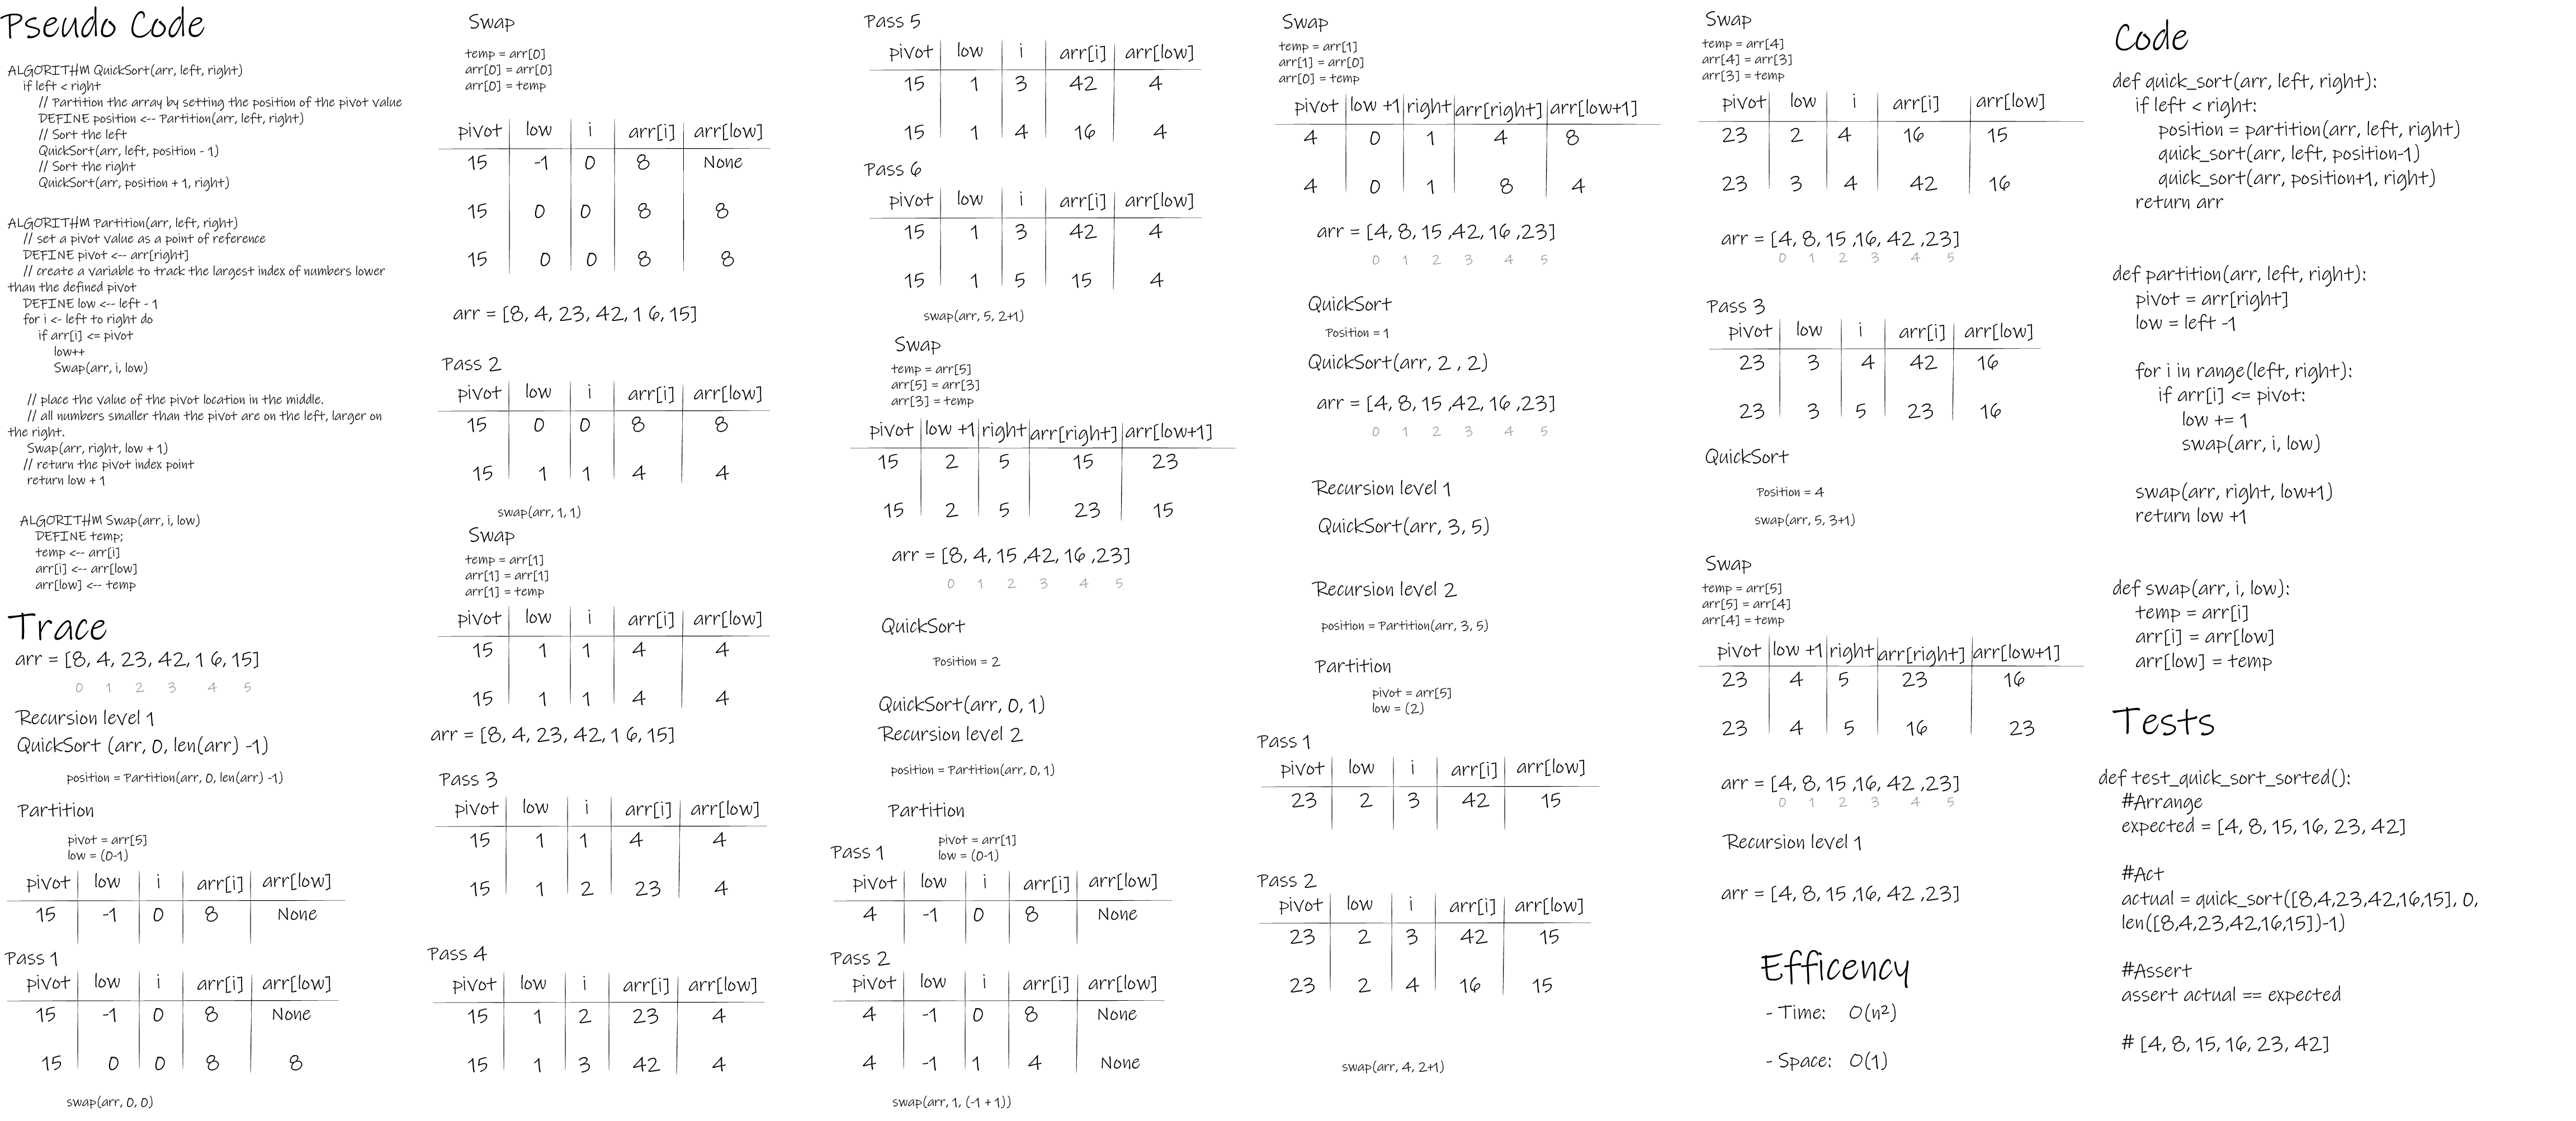 Pseudo Code
ALGORITHM QuickSort(arr, left, right)
if left < right
// Partition the array by setting the position of the pivot value
DEFINE position <-- Partition(arr, left, right)
// Sort the left
QuickSort(arr, left, position - 1)
// Sort the right
QuickSort(arr, position + 1, right)
ALGORITHM Partition(arr, left, right)
// set a pivot value as a point of reference
DEFINE pivot <-- arr[right]
// create a variable to track the largest index of numbers lower
than the defined pivot
DEFINE low <-- left - 1
for i <- left to right do
if arr[i] <= pivot
low++
Swap(arr, i, low)
// place the value of the pivot location in the middle.
// all numbers smaller than the pivot are on the left, larger on
the right.
Swap(arr, right, low + 1)
// return the pivot index point
return low + 1
ALGORITHM Swap(arr, i, low)
DEFINE temp;
temp <-- arr[i]
arr[i] <-- arr[low]
arr[low] <-- temp
Trace
arr = [8, 4, 23, 42, 1 6, 15]
0 1 2 3 4 5
Recursion level 1
QuickSort (arr, 0, len(arr) -1)
position = Partition(arr, 0, len(arr) -1)
Partition
pivot = arr[5]
low = (0-1)
pivot low i arr[i] arr[low]
15 -1 0 8 None
Pass 1
pivot low i arr[i] arr[low]
15 -1 0 8 None
15 0 0 8 8
swap(arr, 0, 0)
Swap
temp = arr[0]
arr[0] = arr[0]
arr[0] = temp
pivot low i arr[i] arr[low]
15 -1 0 8 None
15 0 0 8 8
15 0 0 8 8
arr = [8, 4, 23, 42, 1 6, 15]
Pass 2
pivot low i arr[i] arr[low]
15 0 0 8 8
15 1 1 4 4
swap(arr, 1, 1)
Swap
temp = arr[1]
arr[1] = arr[1]
arr[1] = temp
pivot low i arr[i] arr[low]
15 1 1 4 4
15 1 1 4 4
arr = [8, 4, 23, 42, 1 6, 15]
Pass 3
pivot low i arr[i] arr[low]
15 1 1 4 4
15 1 2 23 4
Pass 4
pivot low i arr[i] arr[low]
15 1 2 23 4
15 1 3 42 4
Pass 5
pivot low i arr[i] arr[low]
15 1 3 42 4
15 1 4 16 4
Pass 6
pivot low i arr[i] arr[low]
15 1 3 42 4
15 1 5 15 4
swap(arr, 5, 2+1)
Swap
temp = arr[5]
arr[5] = arr[3]
arr[3] = temp
pivot low +1 right arr[right] arr[low+1]
15 2 5 15 23
15 2 5 23 15
arr = [8, 4, 15 ,42, 16 ,23]
0 1 2 3 4 5
QuickSort
Position = 2
QuickSort(arr, 0, 1)
Recursion level 2
position = Partition(arr, 0, 1)
Partition
pivot = arr[1]
low = (0-1)
Pass 1
pivot low i arr[i] arr[low]
4 -1 0 8 None
Pass 2
pivot low i arr[i] arr[low]
4 -1 0 8 None
4 -1 1 4 None
swap(arr, 1, (-1 + 1))
Swap
temp = arr[1]
arr[1] = arr[0]
arr[0] = temp
pivot low +1 right arr[right] arr[low+1]
4 0 1 4 8
4 0 1 8 4
arr = [4, 8, 15 ,42, 16 ,23]
0 1 2 3 4 5
QuickSort
Position = 1
QuickSort(arr, 2 , 2)
arr = [4, 8, 15 ,42, 16 ,23]
0 1 2 3 4 5
Recursion level 1
QuickSort(arr, 3, 5)
Recursion level 2
position = Partition(arr, 3, 5)
Partition
pivot = arr[5]
low = (2)
Pass 1
pivot low i arr[i] arr[low]
23 2 3 42 15
Pass 2
pivot low i arr[i] arr[low]
23 2 3 42 15
23 2 4 16 15
swap(arr, 4, 2+1)
Swap
temp = arr[4]
arr[4] = arr[3]
arr[3] = temp
pivot low i arr[i] arr[low]
23 2 4 16 15
23 3 4 42 16
arr = [4, 8, 15 ,16, 42 ,23]
0 1 2 3 4 5
Pass 3
pivot low i arr[i] arr[low]
23 3 4 42 16
23 3 5 23 16
QuickSort
Position = 4
swap(arr, 5, 3+1)
Swap
temp = arr[5]
arr[5] = arr[4]
arr[4] = temp
pivot low +1 right arr[right] arr[low+1]
23 4 5 23 16
23 4 5 16 23
arr = [4, 8, 15 ,16, 42 ,23]
0 1 2 3 4 5
Recursion level 1
arr = [4, 8, 15 ,16, 42 ,23]
Efficency
- Time: O(n²)
- Space: O(1)
Code
def quick_sort(arr, left, right):
if left < right:
position = partition(arr, left, right)
quick_sort(arr, left, position-1)
quick_sort(arr, position+1, right)
return arr
def partition(arr, left, right):
pivot = arr[right]
low = left -1
for i in range(left, right):
if arr[i] <= pivot:
low += 1
swap(arr, i, low)
swap(arr, right, low+1)
return low +1
def swap(arr, i, low):
temp = arr[i]
arr[i] = arr[low]
arr[low] = temp
Tests
def test_quick_sort_sorted():
#Arrange
expected = [4, 8, 15, 16, 23, 42]
#Act
actual = quick_sort([8,4,23,42,16,15], 0,
len([8,4,23,42,16,15])-1)
#Assert
assert actual == expected
# [4, 8, 15, 16, 23, 42]